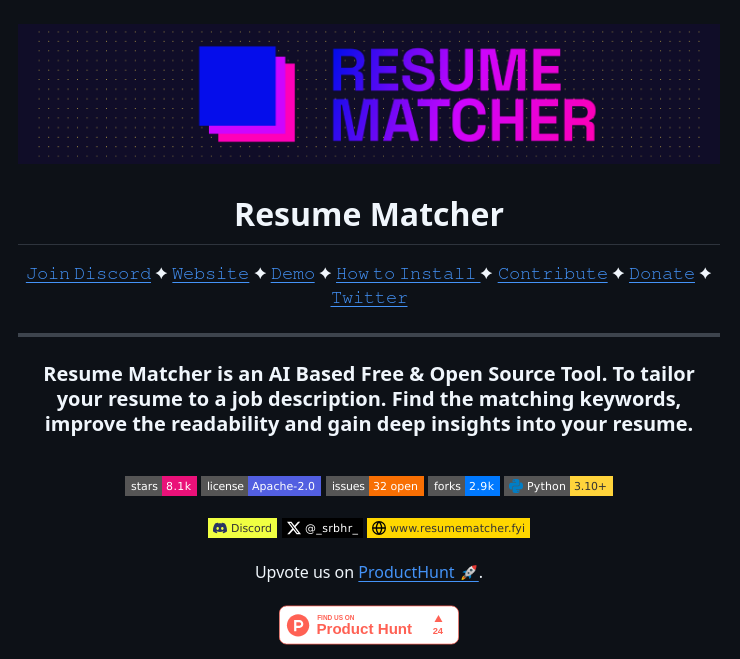 RESUME
MATCHER
Resume Matcher
Join Discord ✦ Website ✦ Demo ✦ How to Install ✦ Contribute ✦ Donate ✦
Twitter
Resume Matcher is an AI Based Free & Open Source Tool. To tailor
your resume to a job description. Find the matching keywords,
improve the readability and gain deep insights into your resume.
stars 8.1k license Apache-2.0 issues 32 open forks 2.9k Python 3.10+
Discord @_srbhr_ www.resumematcher.fyi
Upvote us on ProductHunt 🚀.
P FIND US ON ▲
Product Hunt 24